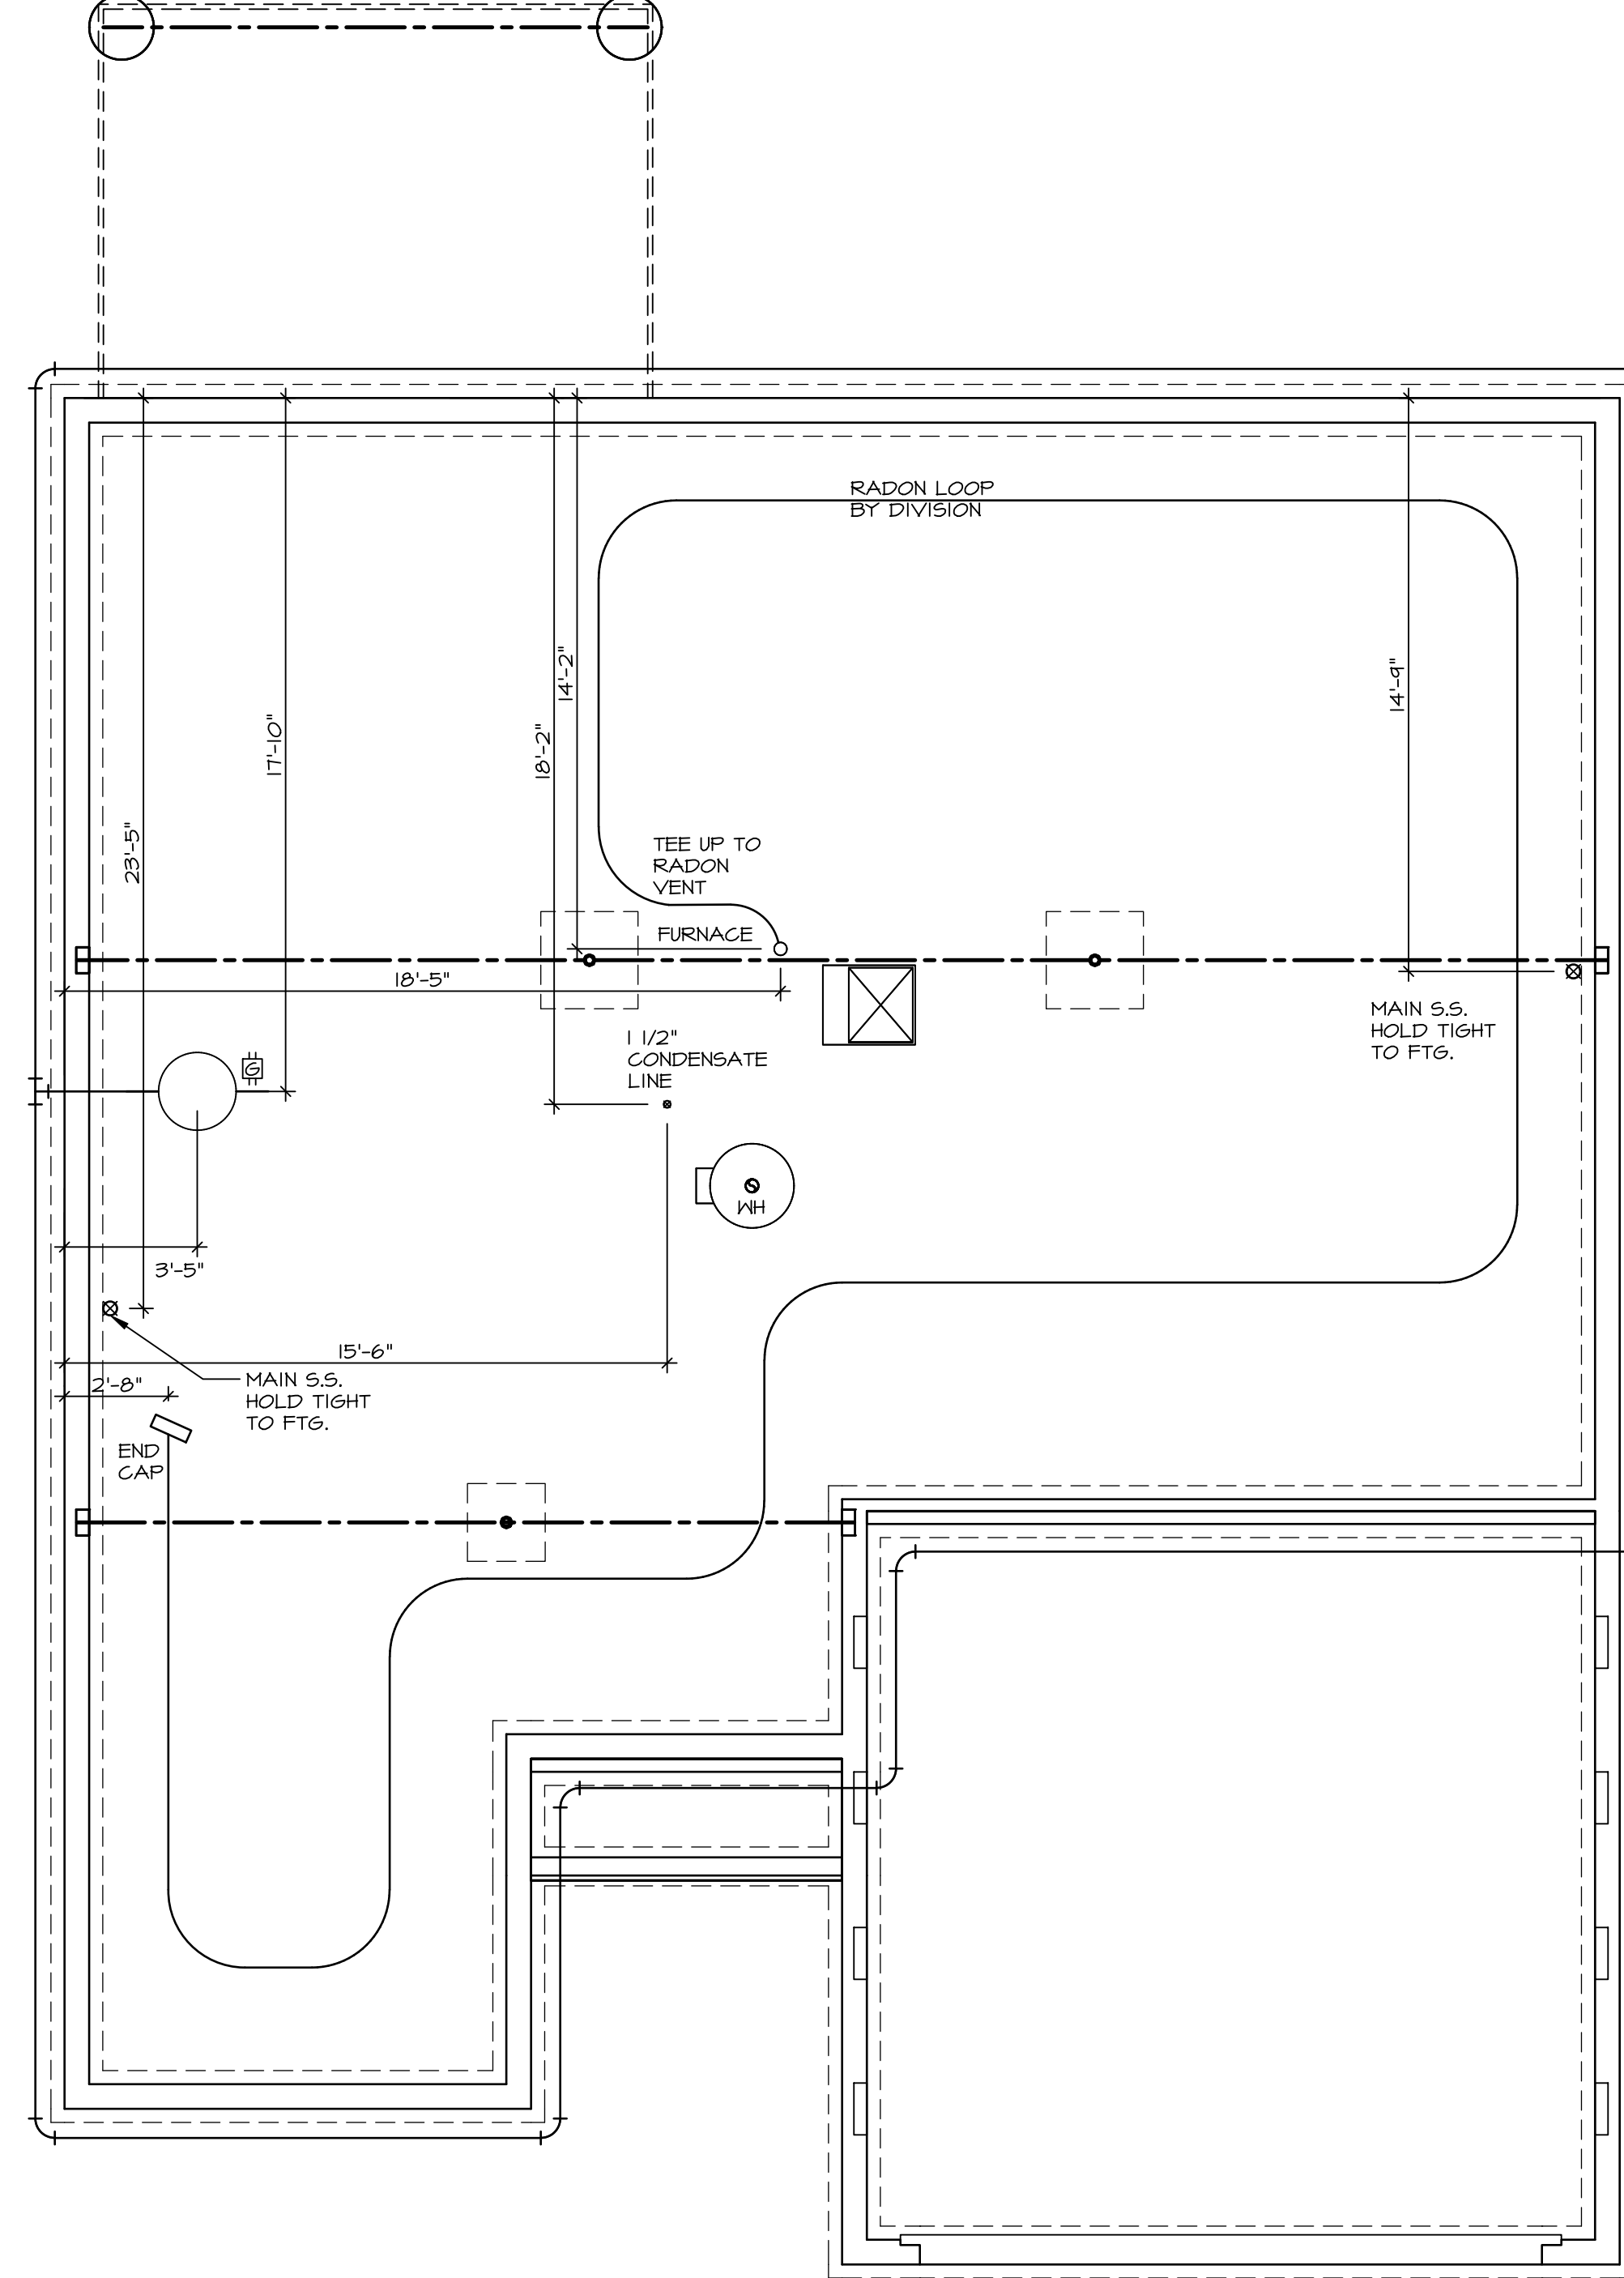 RADON LOOP
BY DIVISION
14'-2"
14'-9"
17'-10"
18'-2"
23'-5"
TEE UP TO
RADON
VENT
FURNACE
18'-5"
MAIN S.S.
HOLD TIGHT
TO FTG.
1 1/2"
CONDENSATE
LINE
G
WH
3'-5"
15'-6"
2'-8"
MAIN S.S.
HOLD TIGHT
TO FTG.
END
CAP